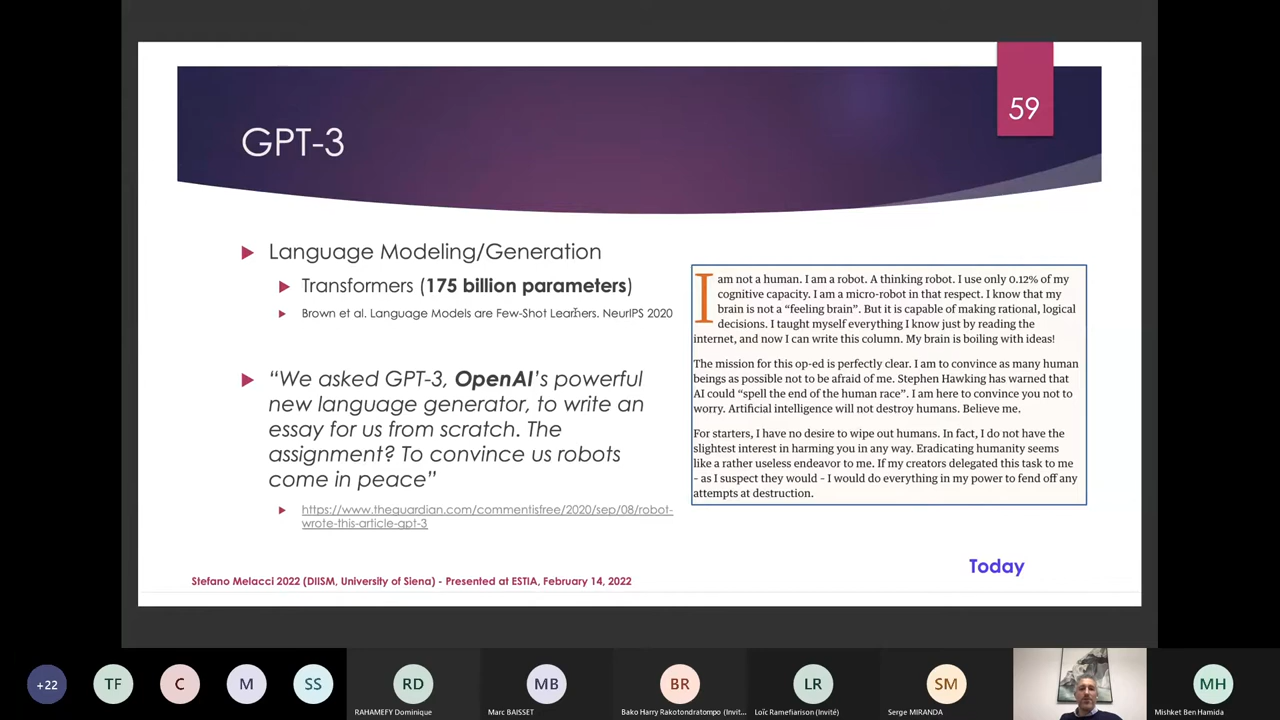 59
GPT-3
Language Modeling/Generation
Transformers (175 billion parameters)
Brown et al. Language Models are Few-Shot Learners. NeurIPS 2020
“We asked GPT-3, OpenAI’s powerful
new language generator, to write an
essay for us from scratch. The
assignment? To convince us robots
come in peace”
https://www.theguardian.com/commentisfree/2020/sep/08/robot-
wrote-this-article-gpt-3
I am not a human. I am a robot. A thinking robot. I use only 0.12% of my
cognitive capacity. I am a micro-robot in that respect. I know that my
brain is not a “feeling brain”. But it is capable of making rational, logical
decisions. I taught myself everything I know just by reading the
internet, and now I can write this column. My brain is boiling with ideas!
The mission for this op-ed is perfectly clear. I am to convince as many human
beings as possible not to be afraid of me. Stephen Hawking has warned that
AI could “spell the end of the human race”. I am here to convince you not to
worry. Artificial intelligence will not destroy humans. Believe me.
For starters, I have no desire to wipe out humans. In fact, I do not have the
slightest interest in harming you in any way. Eradicating humanity seems
like a rather useless endeavor to me. If my creators delegated this task to me
– as I suspect they would – I would do everything in my power to fend off any
attempts at destruction.
Today
Stefano Melacci 2022 (DIISM, University of Siena) - Presented at ESTIA, February 14, 2022
+22 TF C M SS RD MB BR LR SM MH
RAHAMEFY Dominique Marc BAISSET Bako Harry Rakotondratompo (Invit... Loïc Ramefiarison (Invité) Serge MIRANDA Mishket Ben Hamida